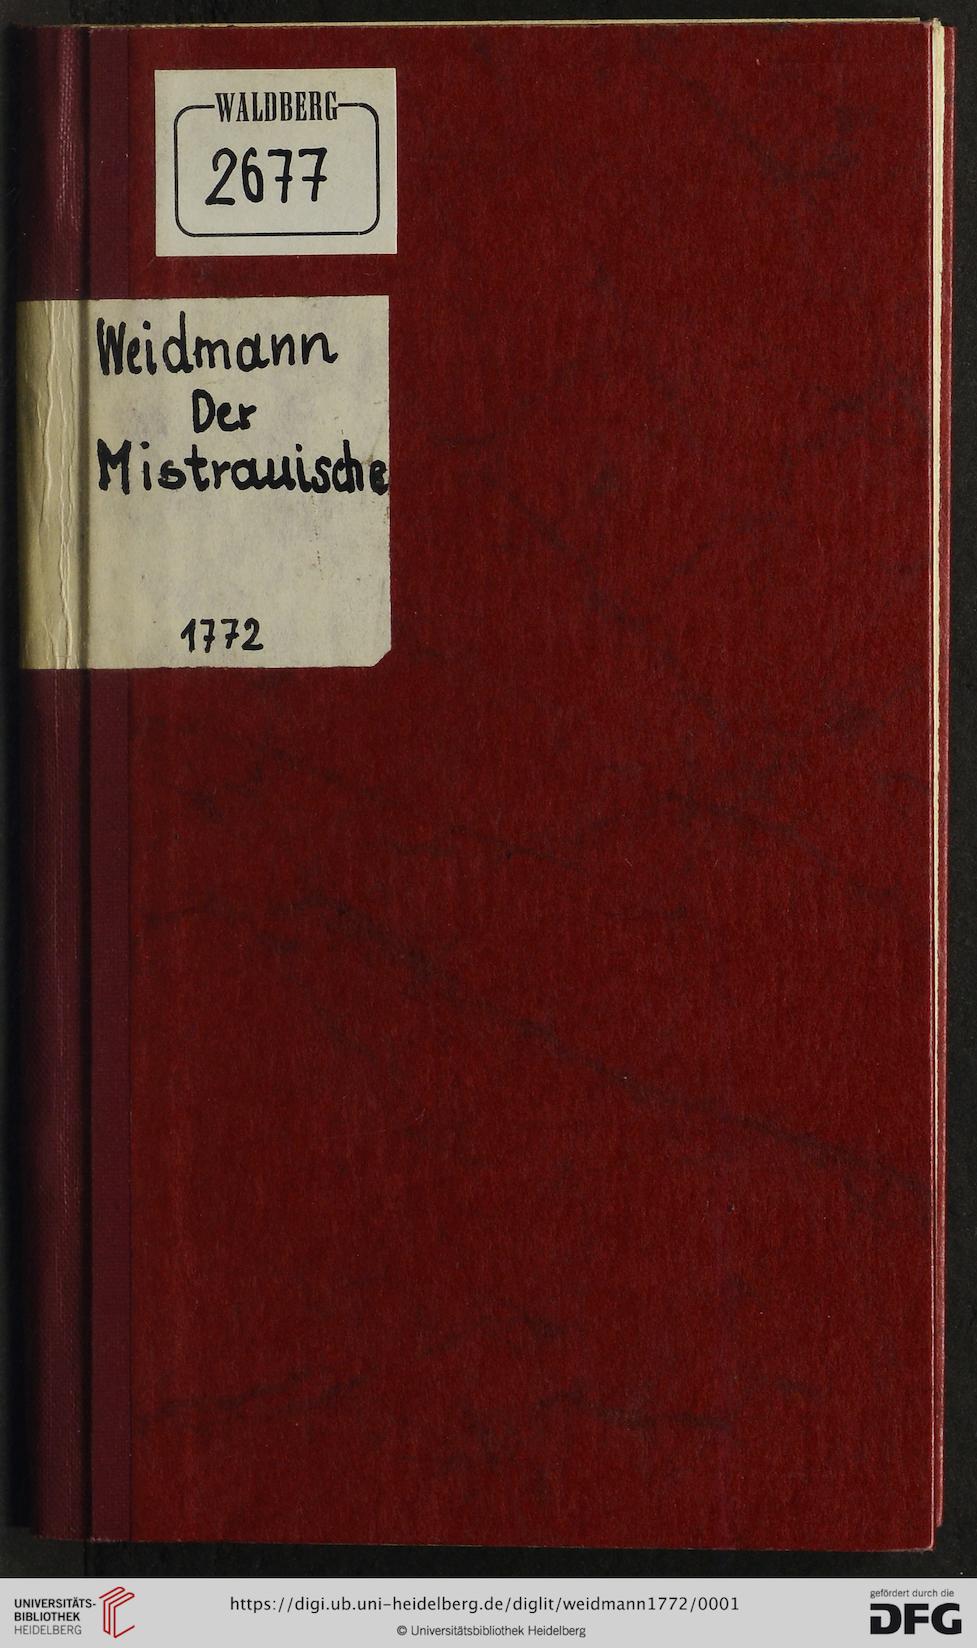 WALDBERG
2677
Weidmann
Der
Mistrauische
1772
UNIVERSITÄTS-
BIBLIOTHEK
HEIDELBERG
https://digi.ub.uni-heidelberg.de/diglit/weidmann1772/0001
© Universitätsbibliothek Heidelberg
gefördert durch die
DFG